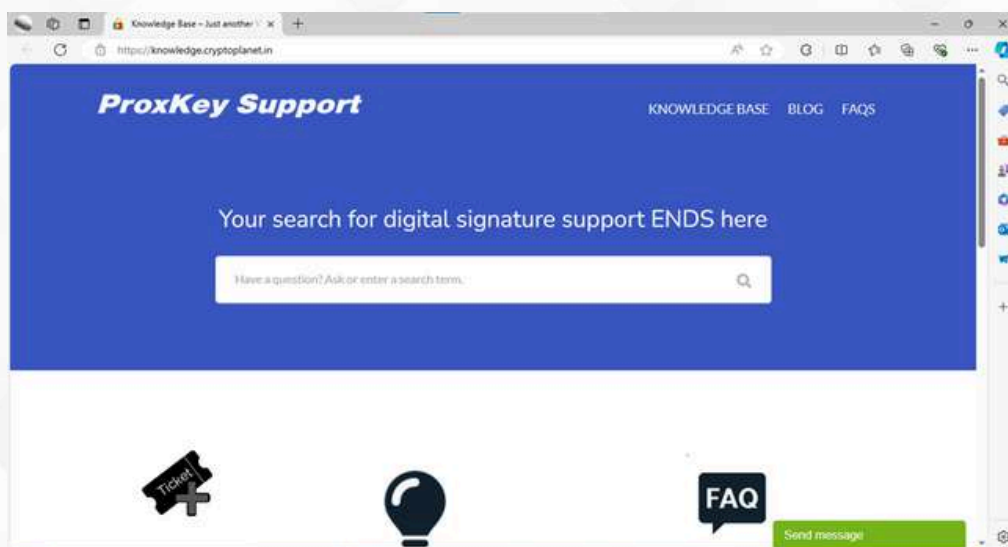 Knowledge Base – Just another
https://knowledge.cryptoplanet.in
ProxKey Support
KNOWLEDGE BASE BLOG FAQS
Your search for digital signature support ENDS here
Have a question? Ask or enter a search term.
Ticket
FAQ
Send message